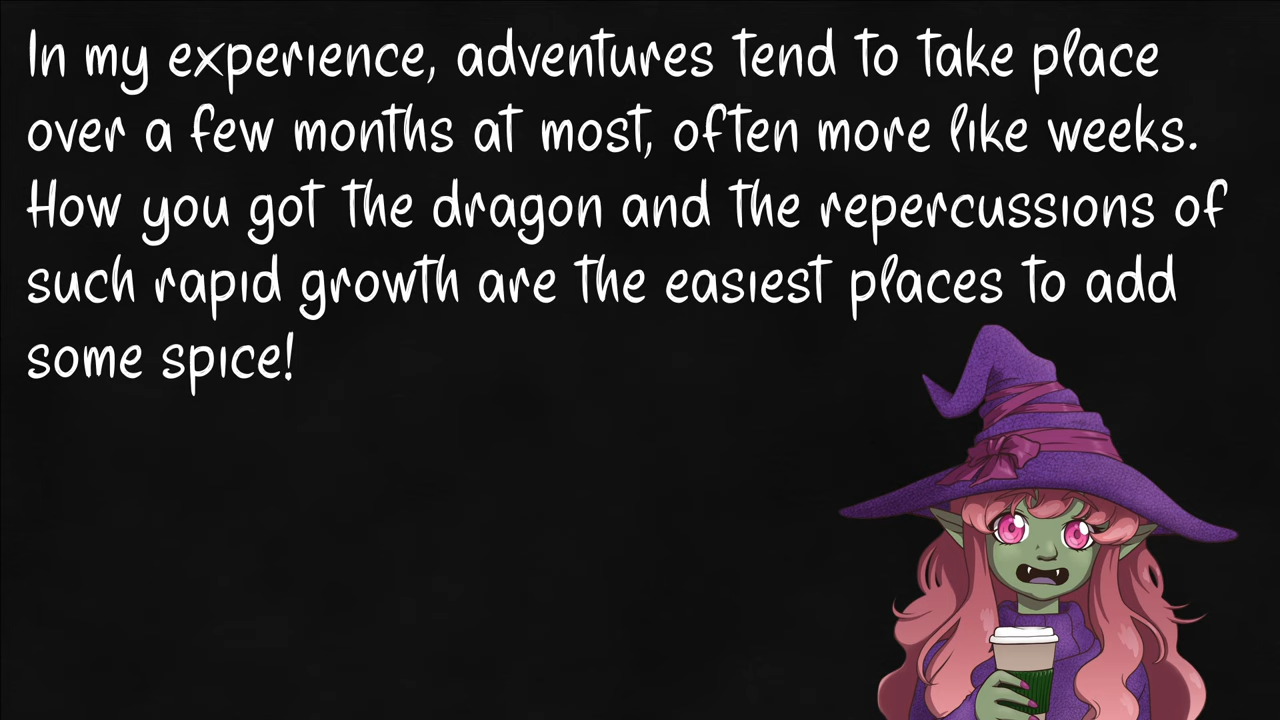 In my experience, adventures tend to take place
over a few months at most, often more like weeks.
How you got the dragon and the repercussions of
such rapid growth are the easiest places to add
some spice!